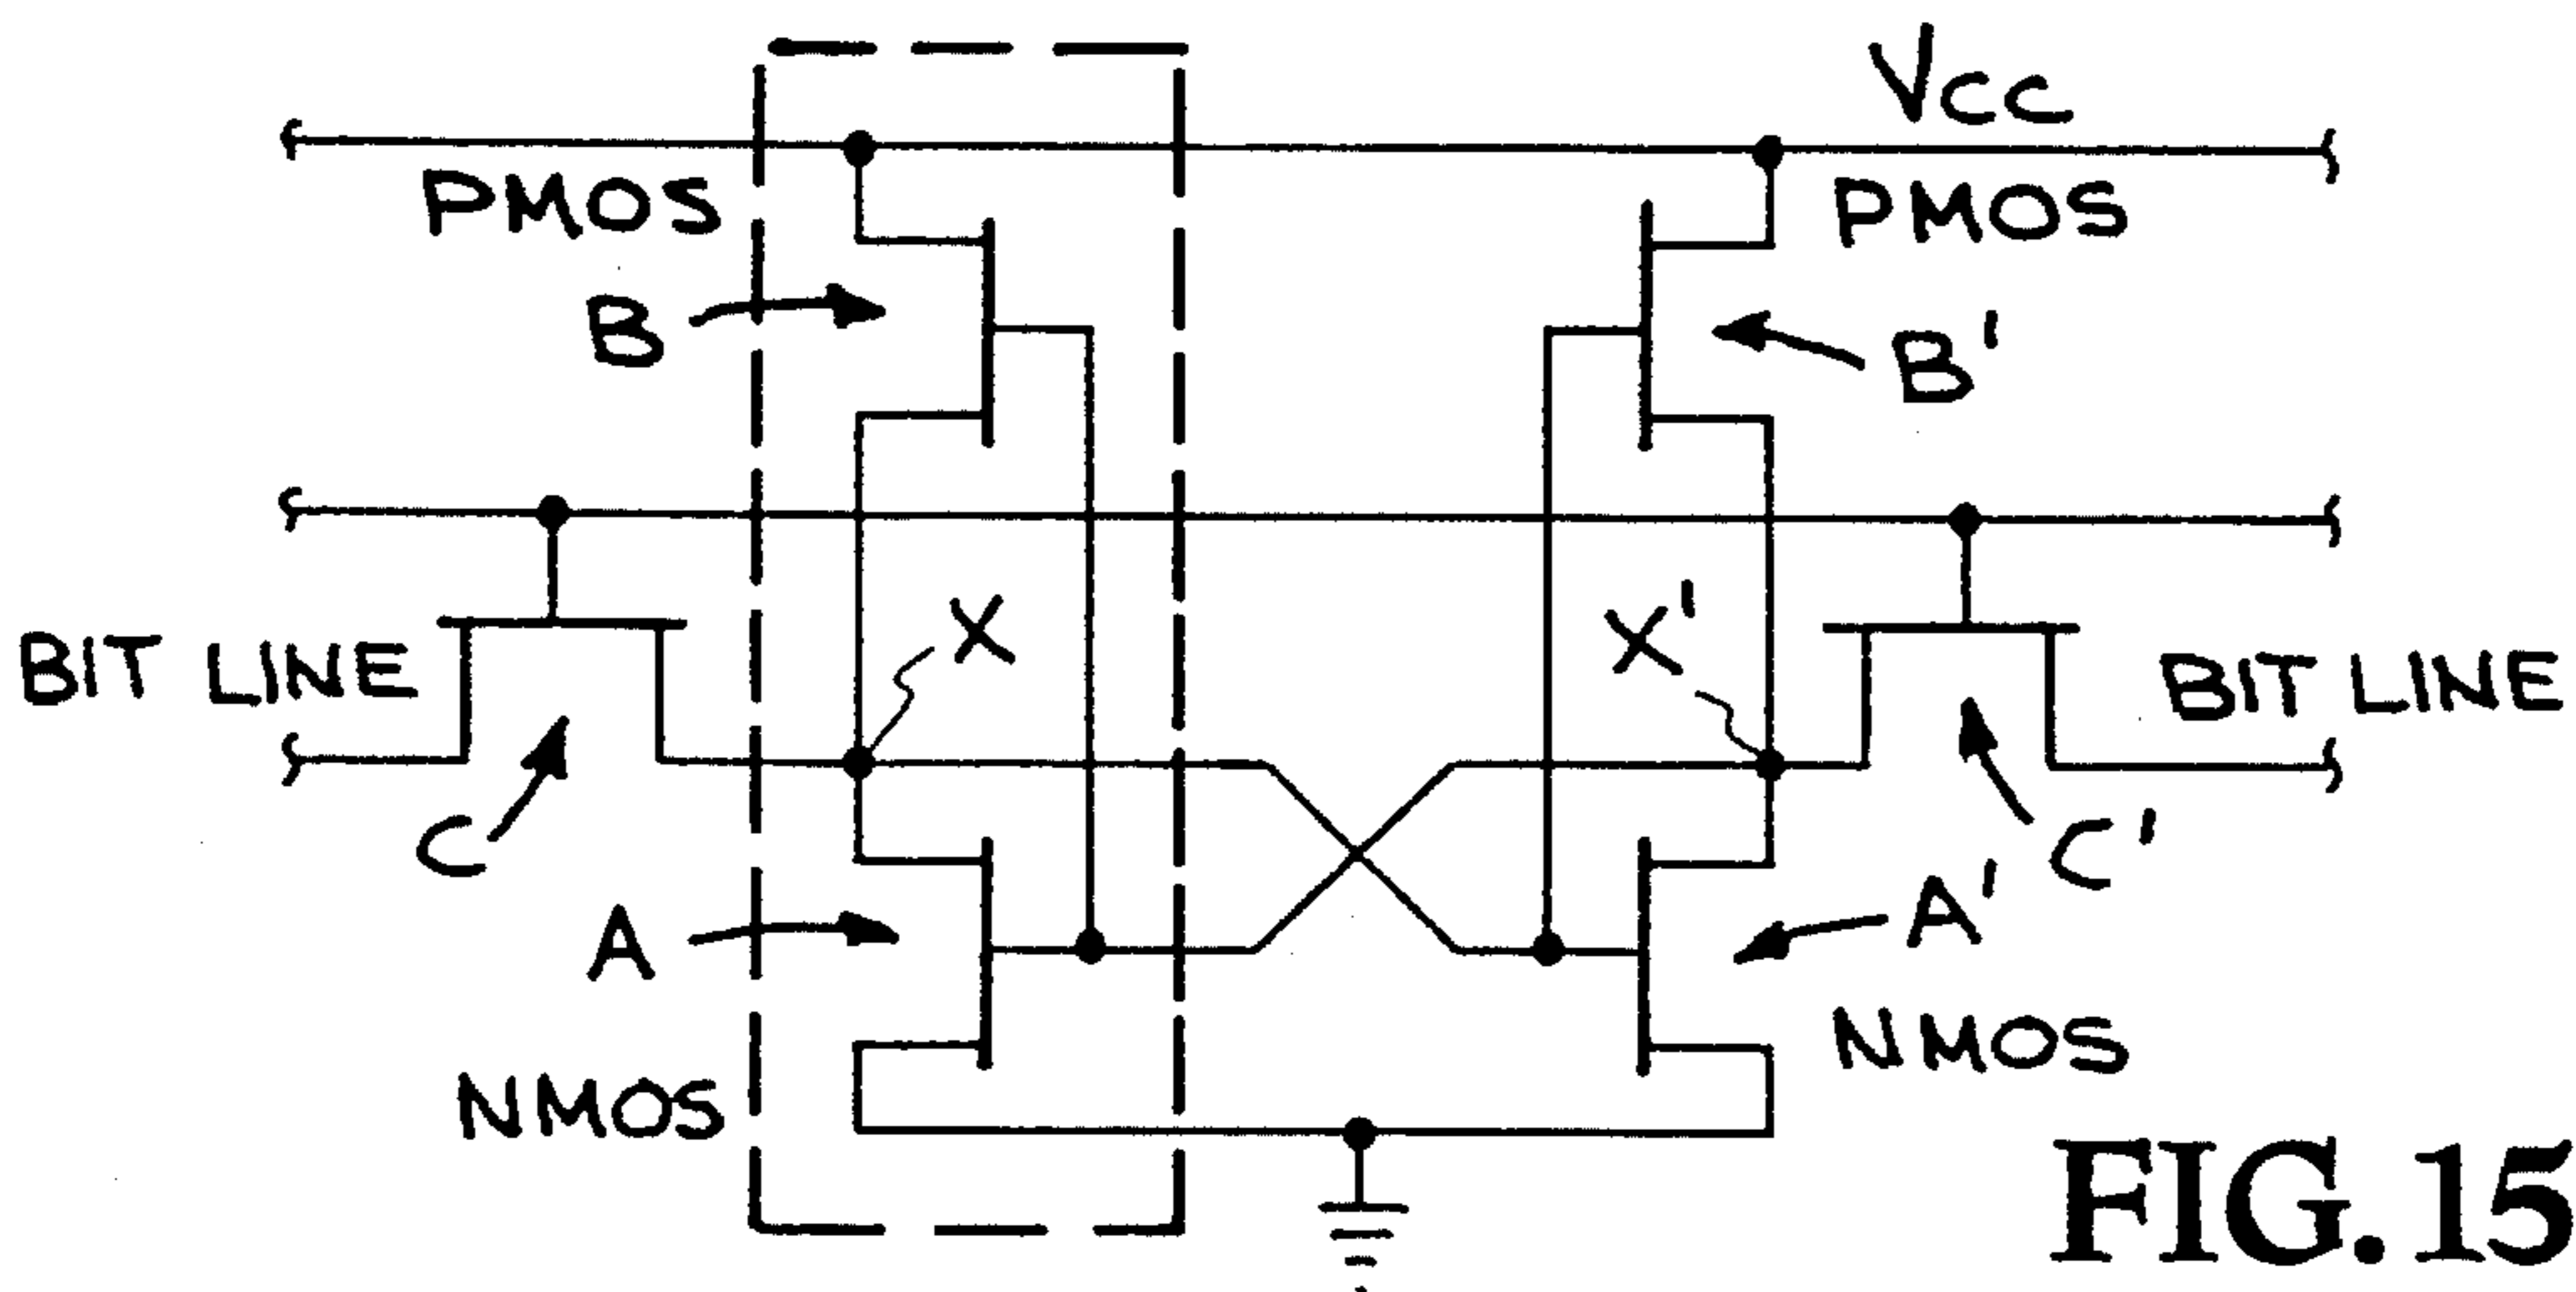 Vcc
PMOS
PMOS
B
B'
X
X'
BIT LINE
BIT LINE
C
C'
A
A'
NMOS
NMOS
FIG. 15